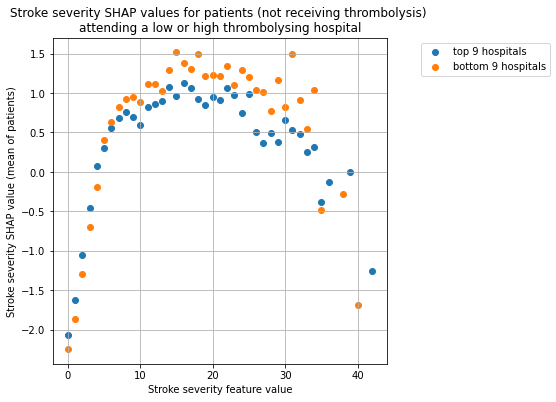 Stroke severity SHAP values for patients (not receiving thrombolysis)
attending a low or high thrombolysing hospital
top 9 hospitals
bottom 9 hospitals
Stroke severity SHAP value (mean of patients)
1.5
1.0
0.5
0.0
−0.5
−1.0
−1.5
−2.0
0
10
20
30
40
Stroke severity feature value